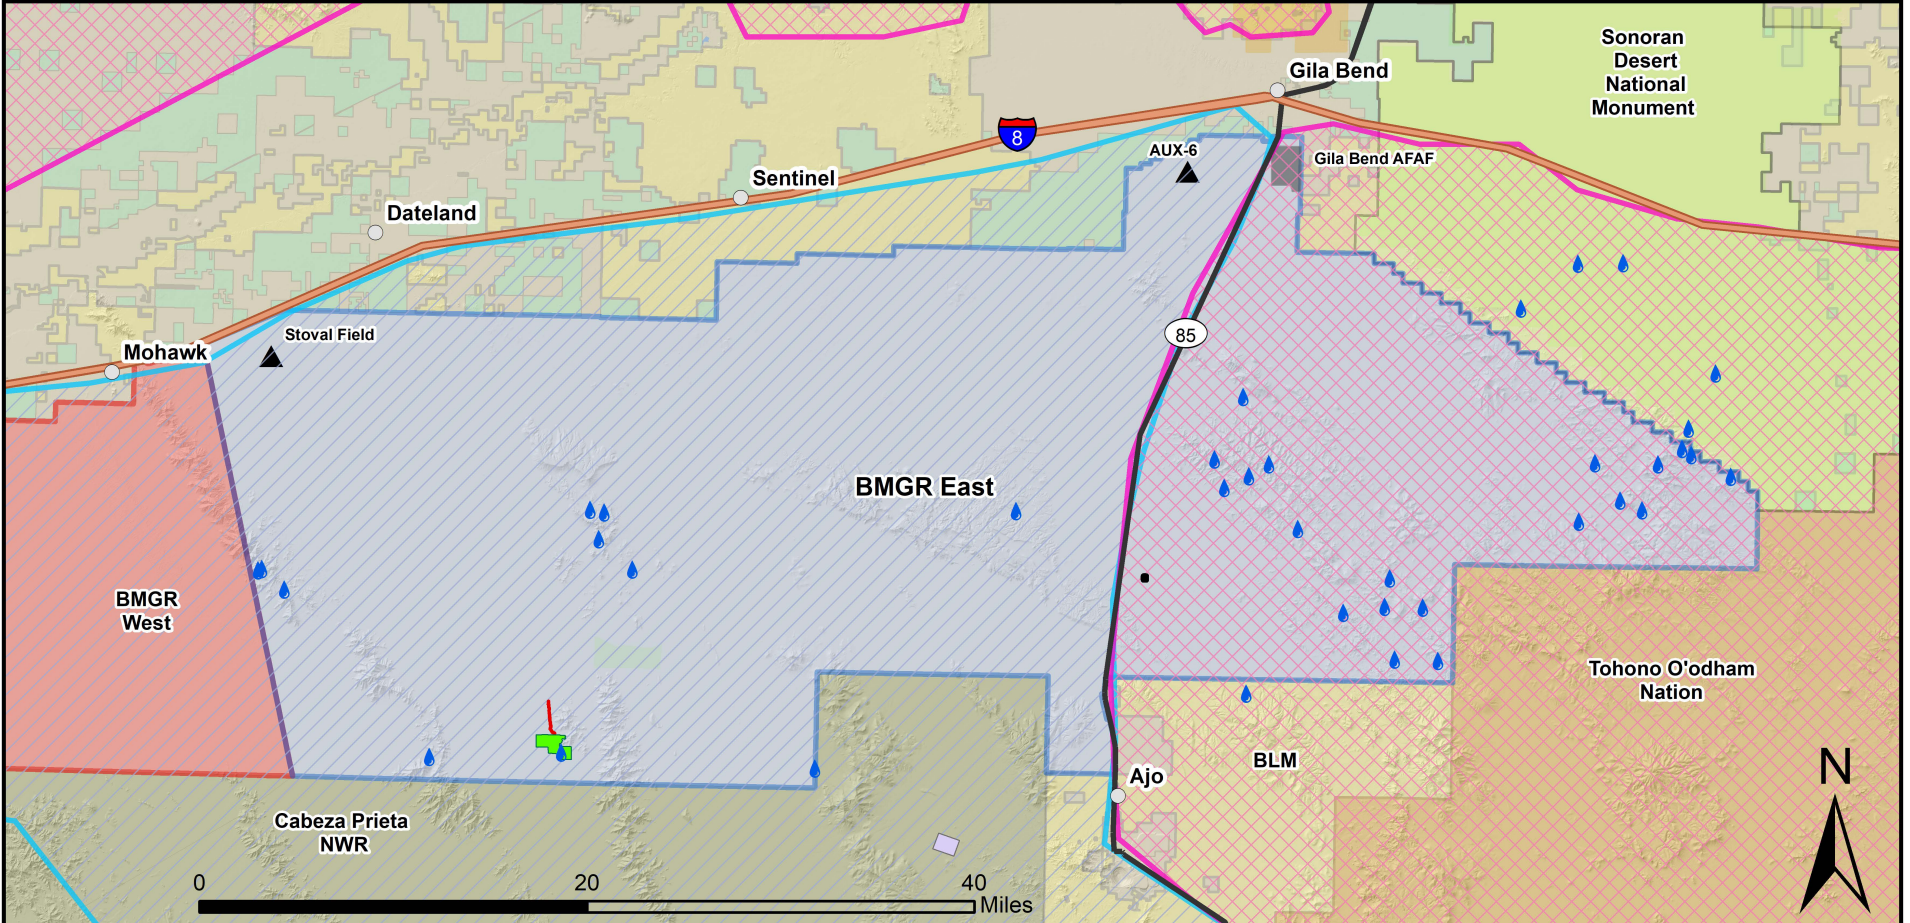 Sonoran
Desert
National
Monument
Gila Bend
8
AUX-6
Gila Bend AFAF
Sentinel
Dateland
Stoval Field
85
Mohawk
BMGR East
BMGR
West
Tohono O'odham
Nation
BLM
Ajo
N
Cabeza Prieta
NWR
0 20 40
Miles